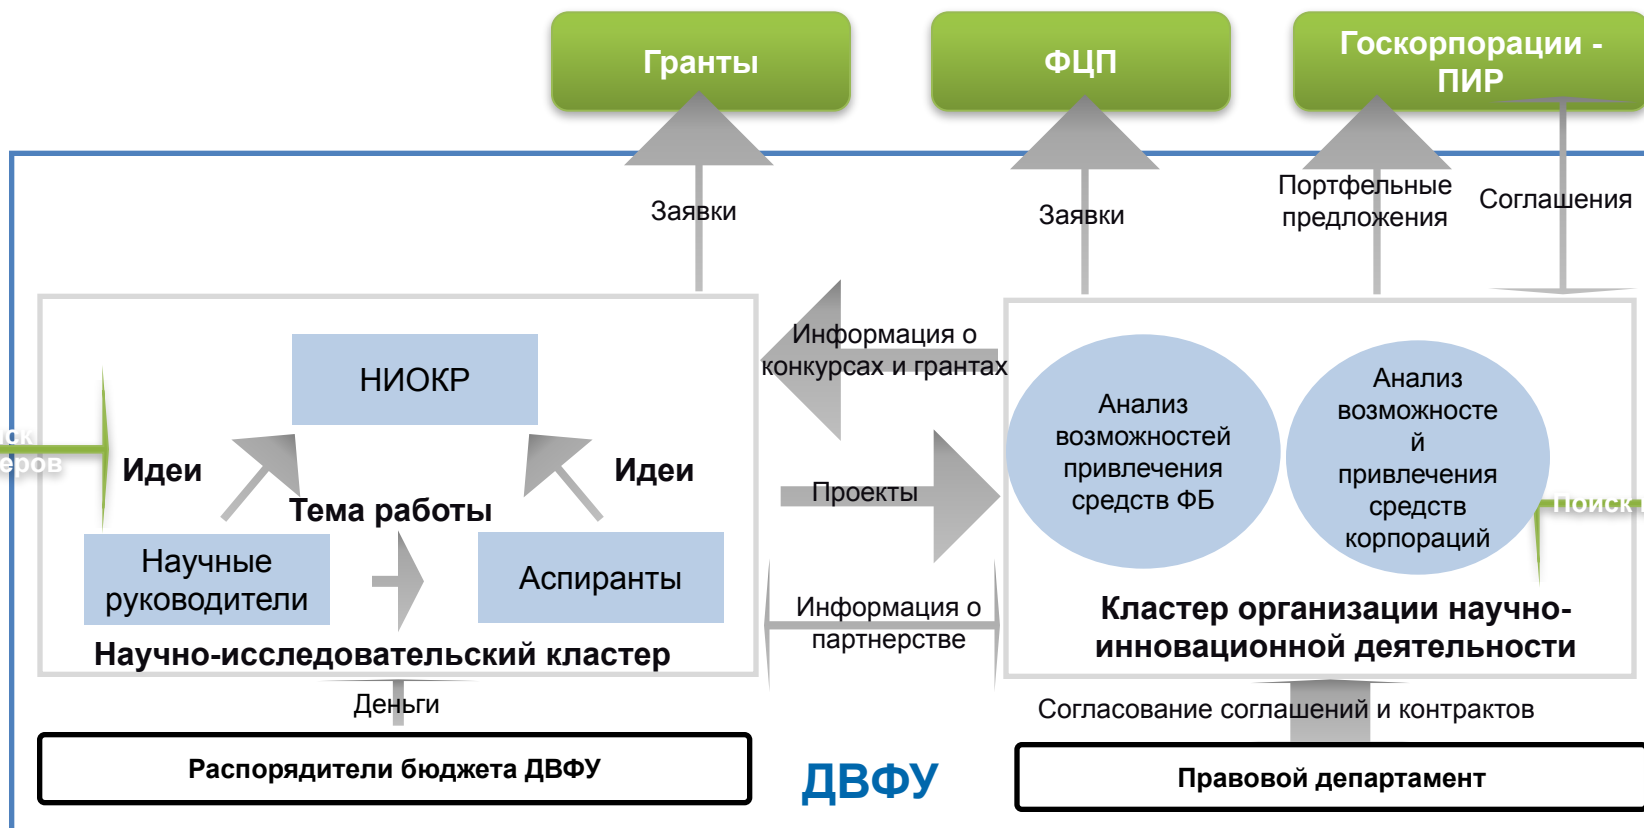 Гранты
ФЦП
Госкорпорации -
ПИР
Заявки
Заявки
Портфельные
предложения
Соглашения
НИОКР
Идеи
Идеи
Тема работы
Научные
руководители
Аспиранты
Научно-исследовательский кластер
Информация о
конкурсах и грантах
Проекты
Информация о
партнерстве
Анализ
возможностей
привлечения
средств ФБ
Анализ
возможносте
й
привлечения
средств
корпораций
Поиск
Кластер организации научно-
инновационной деятельности
Деньги
Согласование соглашений и контрактов
Распорядители бюджета ДВФУ
ДВФУ
Правовой департамент